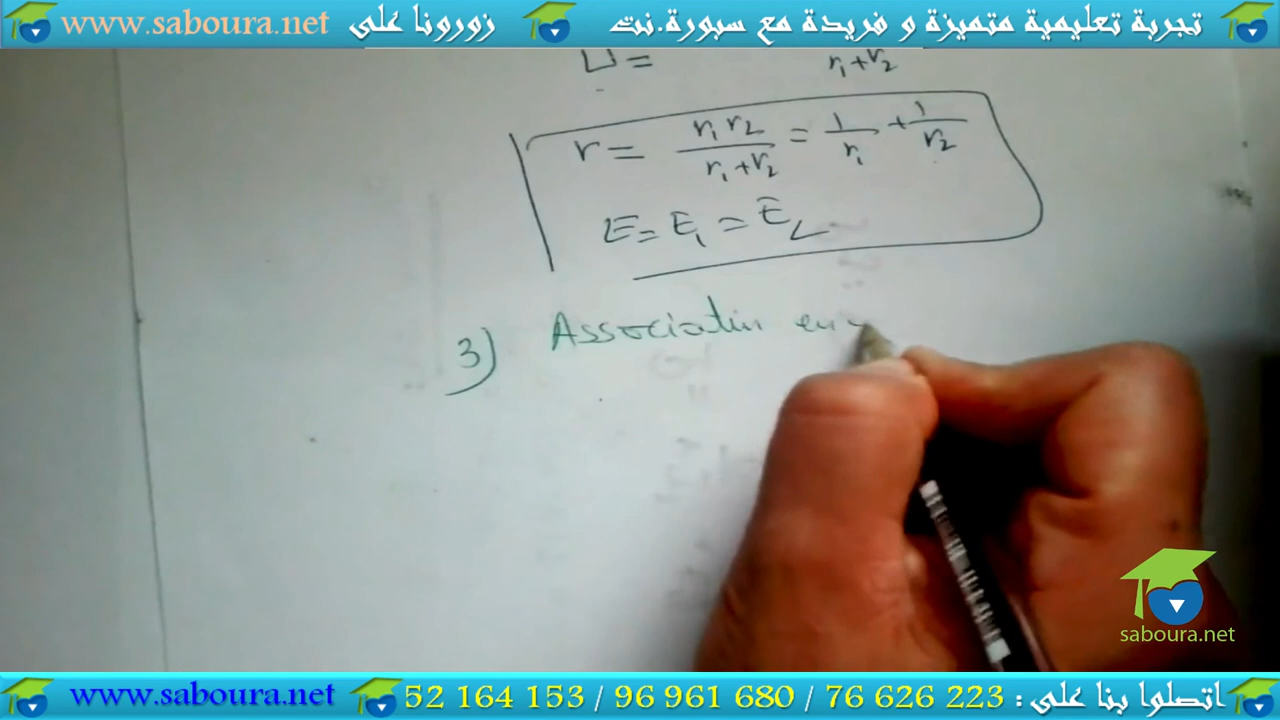 تجربة تعليمية متميزة و فريدة مع سبورة.نت زورونا على www.saboura.net
U =
r₁+r₂
r = r₁ r₂ / r₁+r₂ = 1/r₁ + 1/r₂
E = E₁ = E₂
3) Association en
saboura.net
اتصلوا بنا على : 52 164 153 / 96 961 680 / 76 626 223 www.saboura.net